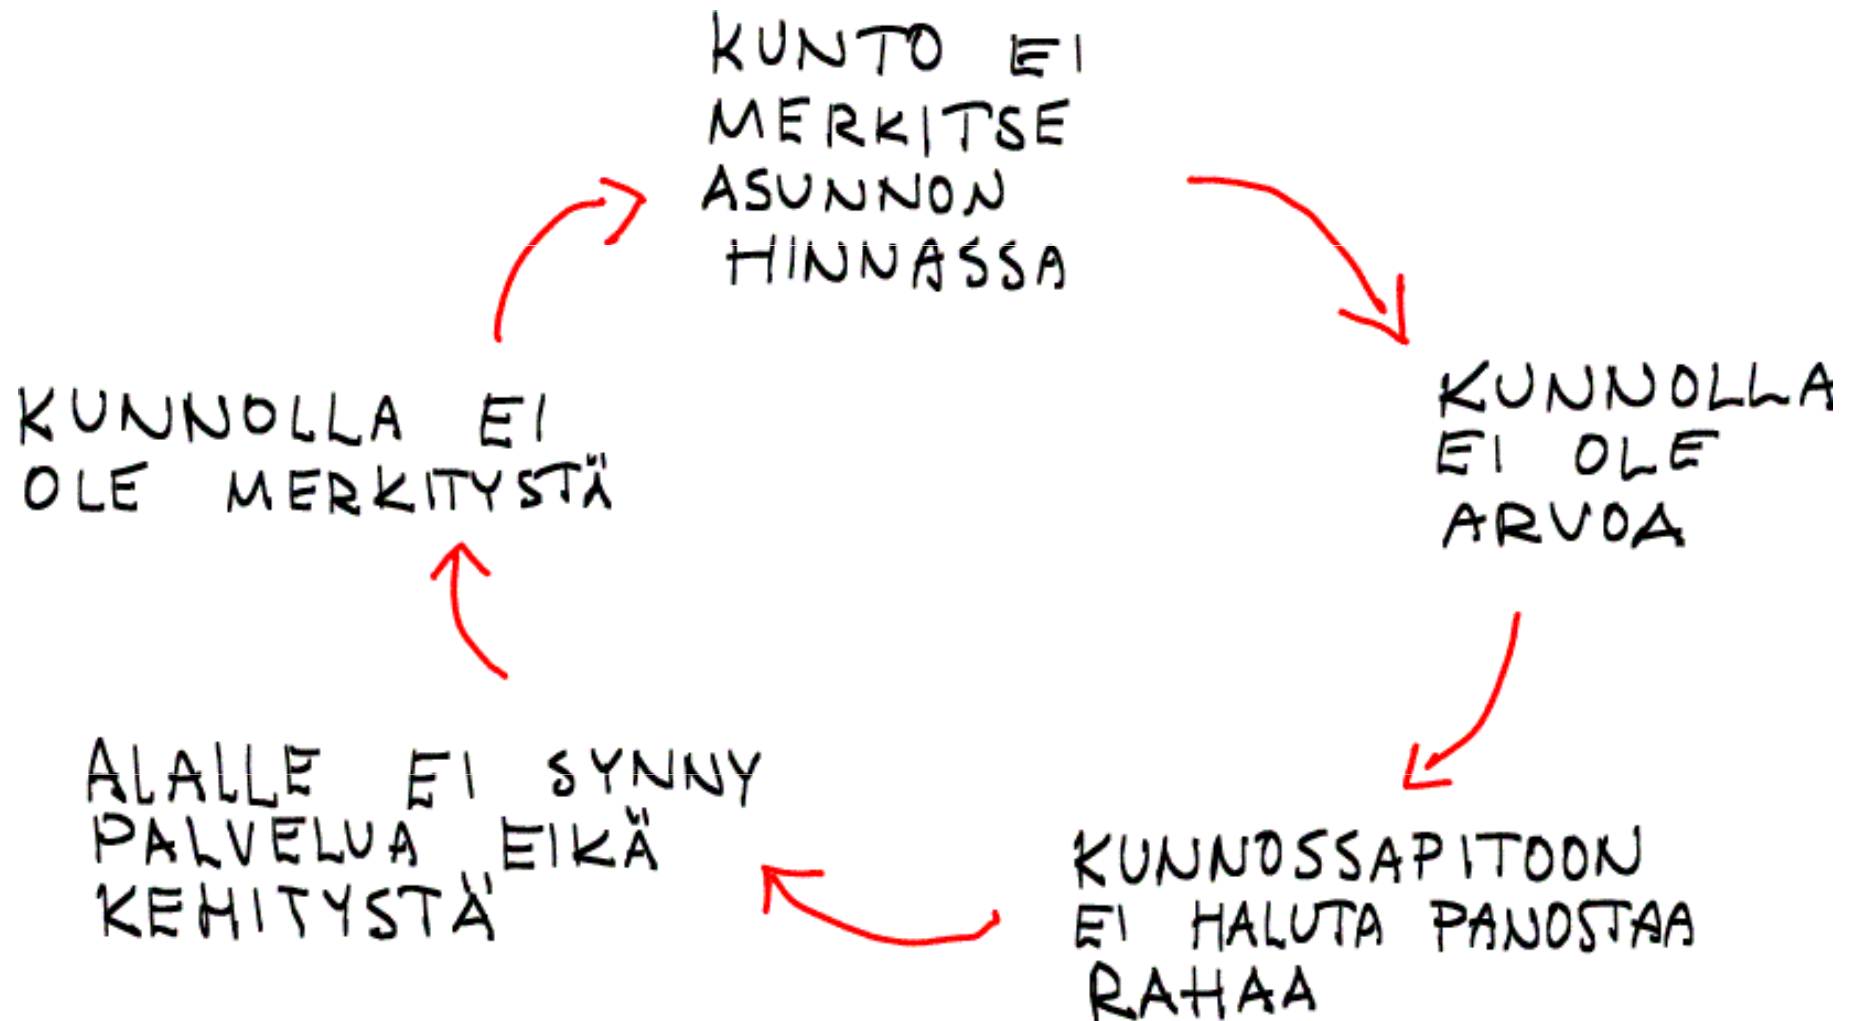 KUNTO EI
MERKITSE
ASUNNON
HINNASSA
KUNNOLLA
EI OLE
ARVOA
KUNNOSSAPITOON
EI HALUTA PANOSTAA
RAHAA
ALALLE EI SYNNY
PALVELUA EIKÄ
KEHITYSTÄ
KUNNOLLA EI
OLE MERKITYSTÄ